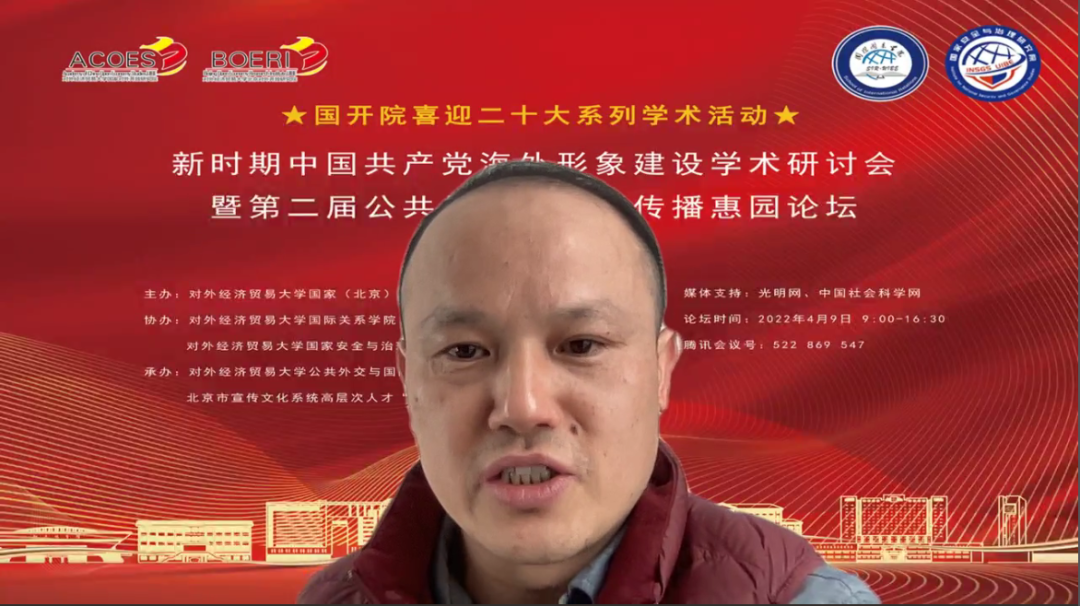 ACOES
BOERI
INSGS UIBE
★国开院喜迎二十大系列学术活动★
新时期中国共产党海外形象建设学术研讨会
暨第二届公共 传播惠园论坛
主办：对外经济贸易大学国家（北京）
协办：对外经济贸易大学国际关系学院
对外经济贸易大学国家安全与治
承办：对外经济贸易大学公共外交与国
北京市宣传文化系统高层次人才
媒体支持：光明网、中国社会科学网
论坛时间：2022年4月9日 9:00-16:30
腾讯会议号：522 869 547